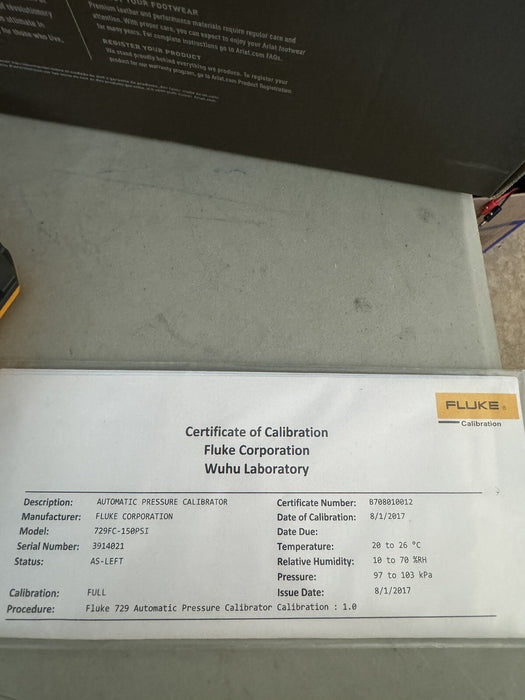 YOUR FOOTWEAR
Premium leather and performance materials require regular care and
attention. With proper care, you can expect to enjoy your Ariat footwear
for many years. For complete instructions go to Ariat.com FAQs.
REGISTER YOUR PRODUCT
We stand proudly behind everything we produce. To register your
product for our warranty program, go to Ariat.com Product Registration
FLUKE
Calibration
Certificate of Calibration
Fluke Corporation
Wuhu Laboratory
Description: AUTOMATIC PRESSURE CALIBRATOR Certificate Number: B708010012
Manufacturer: FLUKE CORPORATION Date of Calibration: 8/1/2017
Model: 729FC-150PSI Date Due:
Serial Number: 3914021 Temperature: 20 to 26 °C
Status: AS-LEFT Relative Humidity: 10 to 70 %RH
Pressure: 97 to 103 kPa
Calibration: FULL Issue Date: 8/1/2017
Procedure: Fluke 729 Automatic Pressure Calibrator Calibration : 1.0